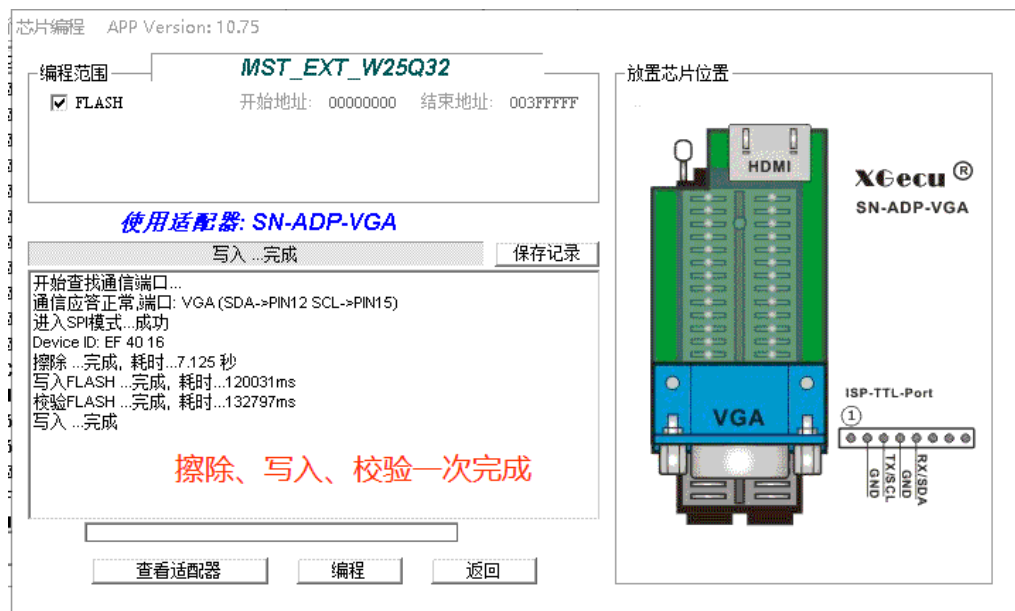 芯片编程 APP Version: 10.75
编程范围
MST_EXT_W25Q32
FLASH 开始地址: 00000000 结束地址: 003FFFFF
使用适配器: SN-ADP-VGA
写入 ...完成
保存记录
开始查找通信端口...
通信应答正常,端口: VGA (SDA->PIN12 SCL->PIN15)
进入SPI模式...成功
Device ID: EF 40 16
擦除 ...完成, 耗时...7.125 秒
写入FLASH ...完成, 耗时...120031ms
校验FLASH ...完成, 耗时...132797ms
写入 ...完成
擦除、写入、校验一次完成
查看适配器
编程
返回
放置芯片位置
..
HDMI
XGecu ®
SN-ADP-VGA
VGA
ISP-TTL-Port
1
GND
TX/SCL
GND
RX/SDA